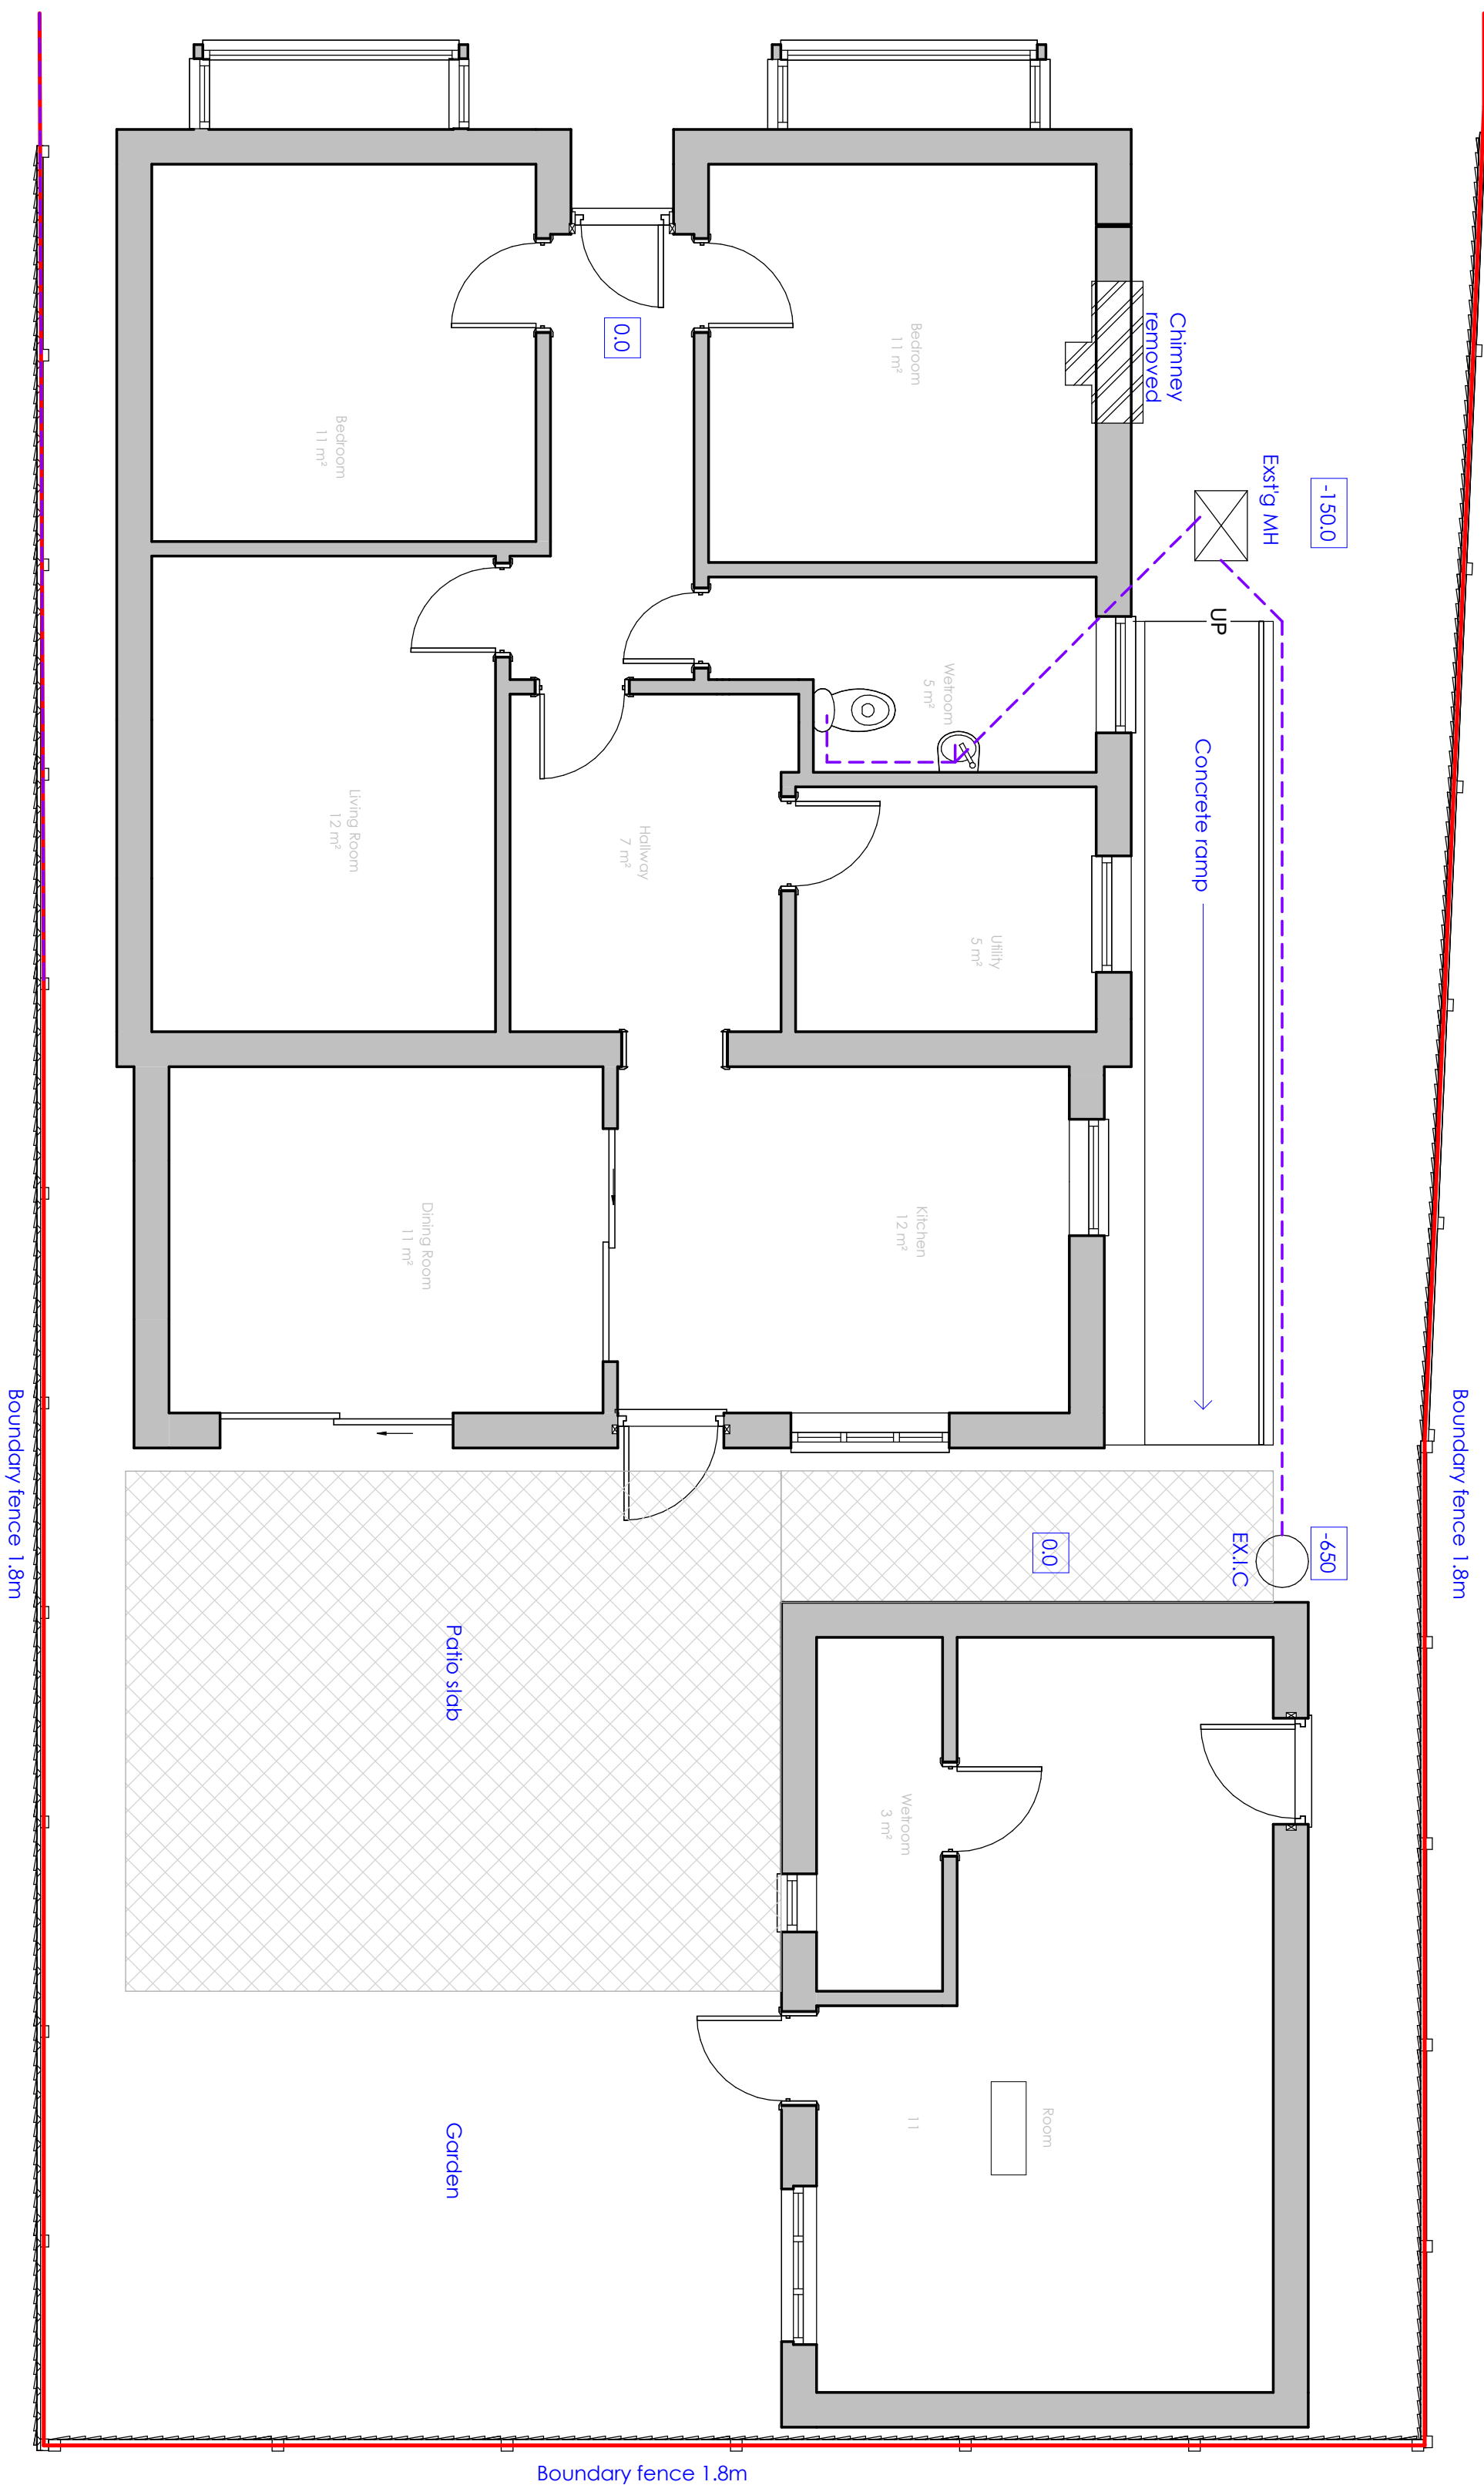 Chimney
removed
-150.0
Exst'g MH
0.0
Bedroom
11 m²
Bedroom
11 m²
UP
Wetroom
5 m²
Concrete ramp
Living Room
12 m²
Hallway
7 m²
Utility
5 m²
Dining Room
11 m²
Kitchen
12 m²
Boundary fence 1.8m
Boundary fence 1.8m
-650
EX.I.C
0.0
Patio slab
Wetroom
3 m²
Room
11
Garden
Boundary fence 1.8m